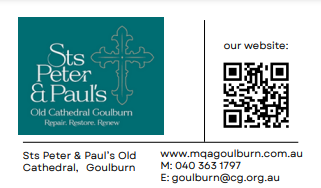 Sts
Peter
& Paul's
Old Cathedral Goulburn
Repair. Restore. Renew
our website:
Sts Peter & Paul's Old
Cathedral, Goulburn
www.mqagoulburn.com.au
M: 040 363 1797
E: goulburn@cg.org.au